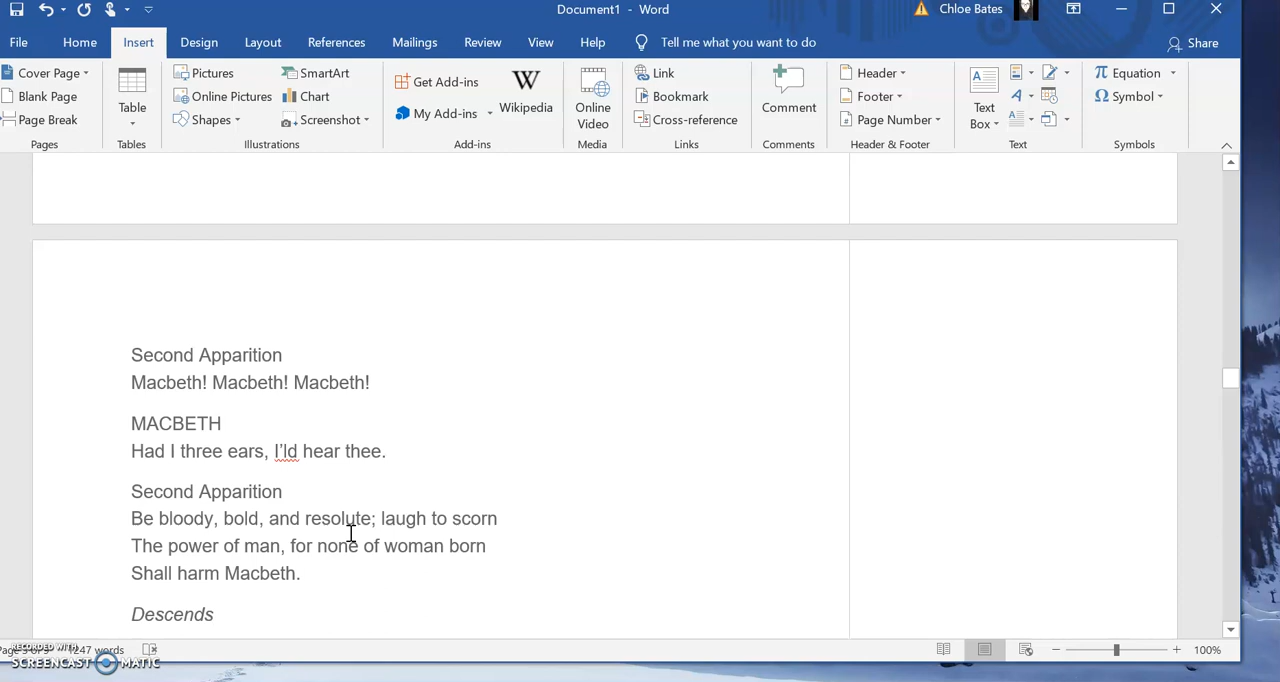 Document1 - Word
Chloe Bates
File Home Insert Design Layout References Mailings Review View Help Tell me what you want to do Share
Cover Page
Blank Page
Page Break
Pages
Table
Tables
Pictures
Online Pictures
Shapes
SmartArt
Chart
Screenshot
Illustrations
Get Add-ins
My Add-ins
Wikipedia
Add-ins
Online
Video
Media
Link
Bookmark
Cross-reference
Links
Comment
Comments
Header
Footer
Page Number
Header & Footer
Text
Box
Text
Equation
Symbol
Symbols
Second Apparition
Macbeth! Macbeth! Macbeth!
MACBETH
Had I three ears, I’ld hear thee.
Second Apparition
Be bloody, bold, and resolute; laugh to scorn
The power of man, for none of woman born
Shall harm Macbeth.
Descends
1247 words
100%
RECORDED WITH
SCREENCAST MATIC